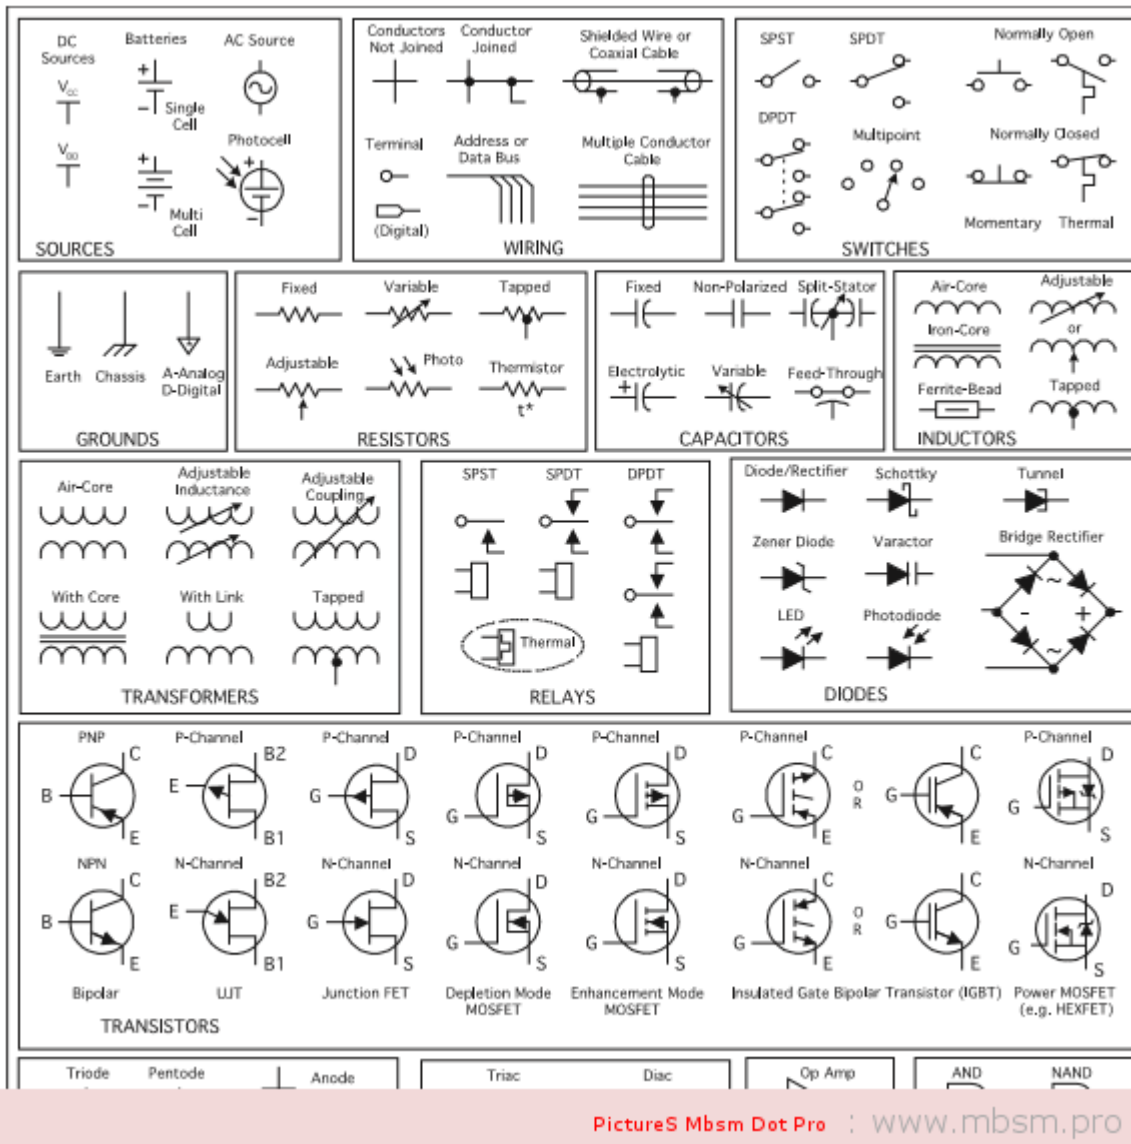 DC
Sources
Batteries
AC Source
V_CC
+
−
Single
Cell
Photocell
V_DD
+
−
Multi
Cell
+
−
SOURCES
Conductors
Not Joined
Conductor
Joined
Shielded Wire or
Coaxial Cable
Terminal
Address or
Data Bus
Multiple Conductor
Cable
(Digital)
WIRING
SPST
SPDT
Normally Open
DPDT
Multipoint
Normally Closed
Momentary
Thermal
SWITCHES
Earth
Chassis
A-Analog
D-Digital
GROUNDS
Fixed
Variable
Tapped
Adjustable
Photo
Thermistor
t*
RESISTORS
Fixed
Non-Polarized
Split-Stator
Electrolytic
+
Variable
Feed-Through
CAPACITORS
Air-Core
Adjustable
Iron-Core
or
Ferrite-Bead
Tapped
INDUCTORS
Air-Core
Adjustable
Inductance
Adjustable
Coupling
With Core
With Link
Tapped
TRANSFORMERS
SPST
SPDT
DPDT
Thermal
RELAYS
Diode/Rectifier
Schottky
Tunnel
Zener Diode
Varactor
Bridge Rectifier
LED
Photodiode
~
- +
~
DIODES
PNP
P-Channel
P-Channel
P-Channel
P-Channel
P-Channel
P-Channel
C B2 D D D C C D
B E G G G G O R G G
E B1 S S S E E S
NPN
N-Channel
N-Channel
N-Channel
N-Channel
N-Channel
N-Channel
C B2 D D D C C D
B E G G G G O R G G
E B1 S S S E E S
Bipolar
UJT
Junction FET
Depletion Mode
MOSFET
Enhancement Mode
MOSFET
Insulated Gate Bipolar Transistor (IGBT)
Power MOSFET
(e.g. HEXFET)
TRANSISTORS
Triode
Pentode
Anode
Triac
Diac
Op Amp
AND
NAND
PictureS Mbsm Dot Pro : www.mbsm.pro